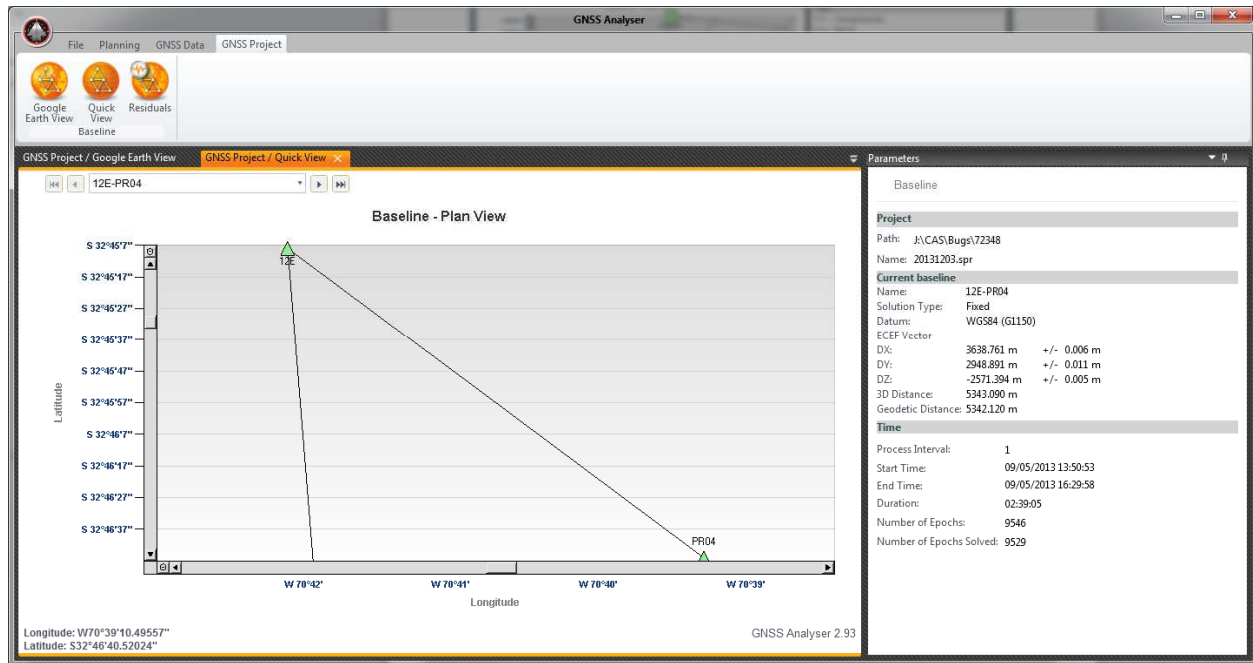 GNSS Analyser
File Planning GNSS Data GNSS Project
Google Earth View
Quick View
Residuals
Baseline
GNSS Project / Google Earth View
GNSS Project / Quick View
12E-PR04
Baseline - Plan View
S 32°45'7"
S 32°45'17"
S 32°45'27"
S 32°45'37"
S 32°45'47"
S 32°45'57"
S 32°46'7"
S 32°46'17"
S 32°46'27"
S 32°46'37"
Latitude
12E
PR04
W 70°42'
W 70°41'
W 70°40'
W 70°39'
Longitude
Longitude: W70°39'10.49557"
Latitude: S32°46'40.52024"
GNSS Analyser 2.93
Parameters
Baseline
Project
Path: J:\CAS\Bugs\72348
Name: 20131203.spr
Current baseline
Name: 12E-PR04
Solution Type: Fixed
Datum: WGS84 (G1150)
ECEF Vector
DX: 3638.761 m +/- 0.006 m
DY: 2948.891 m +/- 0.011 m
DZ: -2571.394 m +/- 0.005 m
3D Distance: 5343.090 m
Geodetic Distance: 5342.120 m
Time
Process Interval: 1
Start Time: 09/05/2013 13:50:53
End Time: 09/05/2013 16:29:58
Duration: 02:39:05
Number of Epochs: 9546
Number of Epochs Solved: 9529